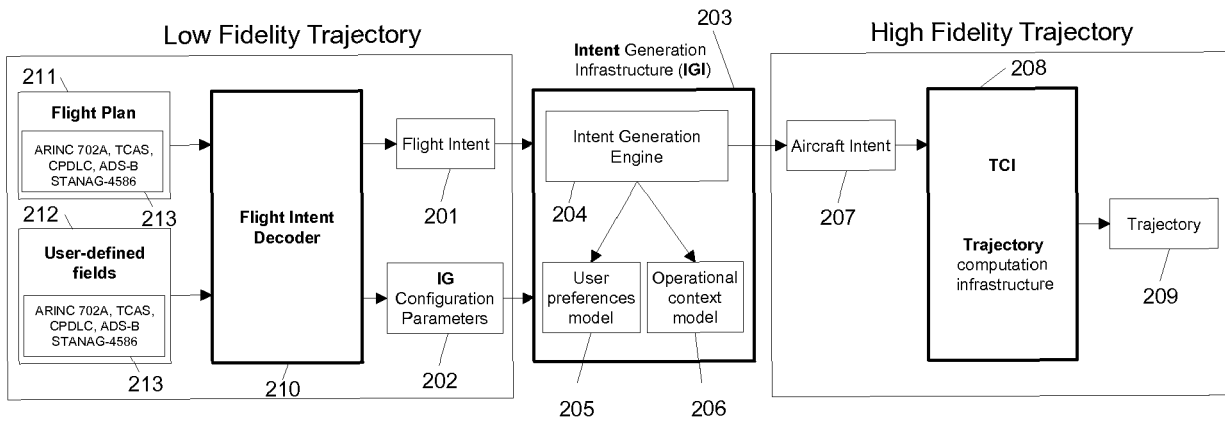 Low Fidelity Trajectory
211
Flight Plan
ARINC 702A, TCAS,
CPDLC, ADS-B
STANAG-4586
213
212
User-defined
fields
ARINC 702A, TCAS,
CPDLC, ADS-B
STANAG-4586
213
Flight Intent
Decoder
210
Flight Intent
201
IG
Configuration
Parameters
202
Intent Generation
Infrastructure (IGI)
203
Intent Generation
Engine
204
User
preferences
model
205
Operational
context
model
206
High Fidelity Trajectory
Aircraft Intent
207
208
TCI
Trajectory
computation
infrastructure
Trajectory
209